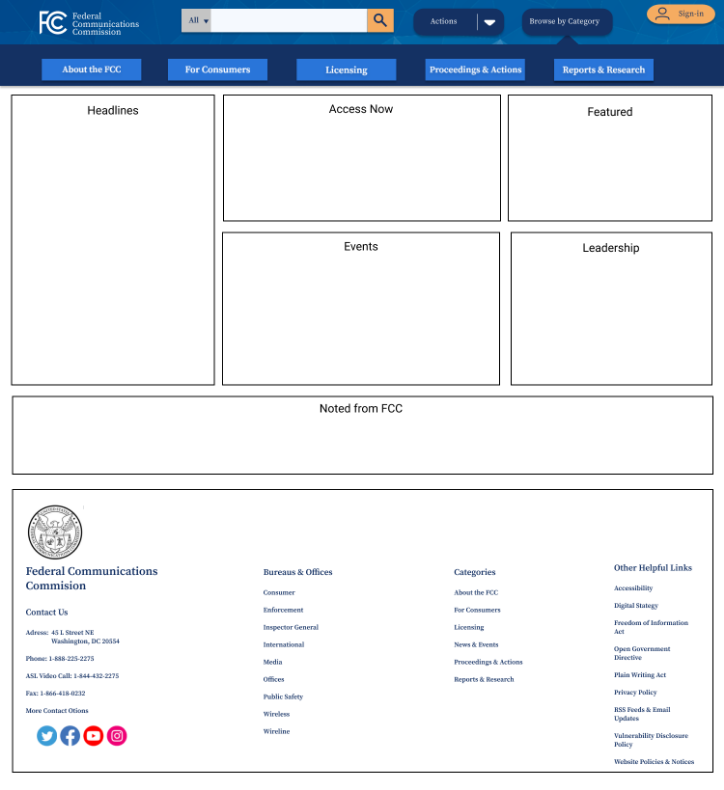 Federal
Communications
Commission
All
Actions
Browse by Category
Sign-in
About the FCC
For Consumers
Licensing
Proceedings & Actions
Reports & Research
Headlines
Access Now
Featured
Events
Leadership
Noted from FCC
Federal Communications
Commision
Contact Us
Adress: 45 L Street NE
Washington, DC 20554
Phone: 1-888-225-2275
ASL Video Call: 1-844-432-2275
Fax: 1-866-418-0232
More Contact Otions
Bureaus & Offices
Consumer
Enforcement
Inspector General
International
Media
Offices
Public Safety
Wireless
Wireline
Categories
About the FCC
For Consumers
Licensing
News & Events
Proceedings & Actions
Reports & Research
Other Helpful Links
Accessibility
Digital Stategy
Freedom of Information
Act
Open Government
Directive
Plain Writing Act
Privacy Policy
RSS Feeds & Email
Updates
Vulnerability Disclosure
Policy
Website Policies & Notices